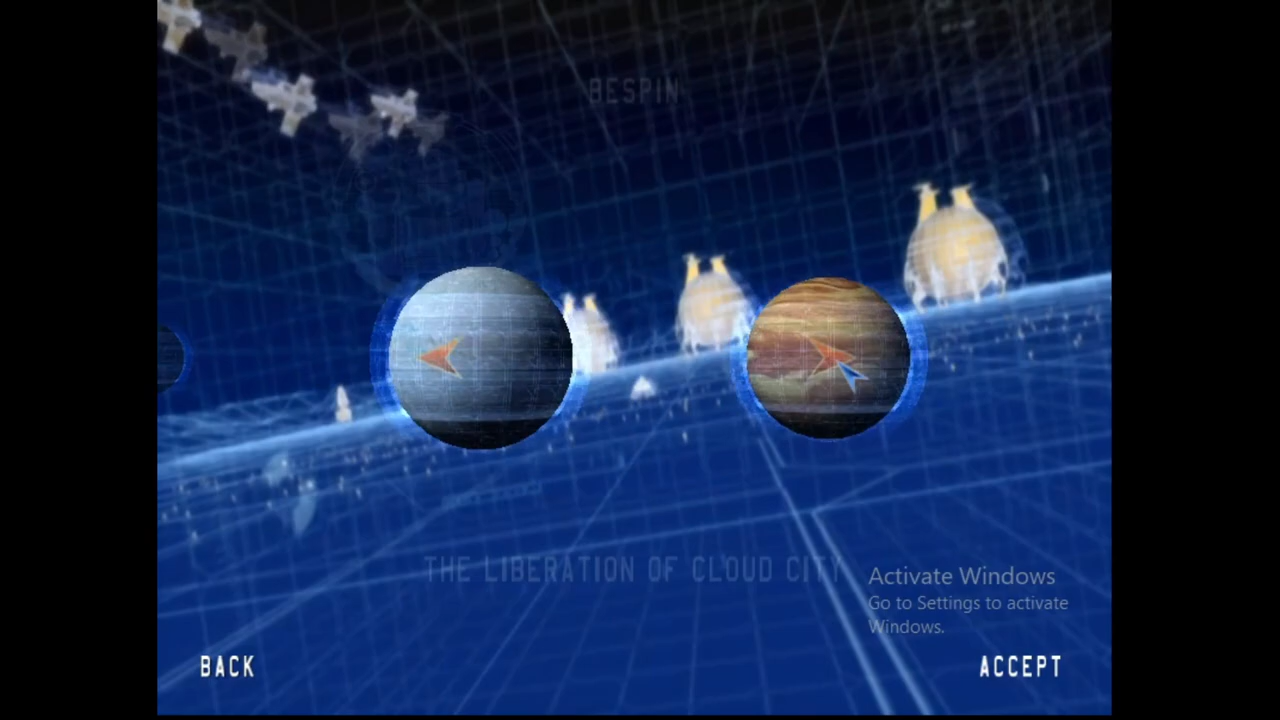 BESPIN
THE LIBERATION OF CLOUD CITY
Activate Windows
Go to Settings to activate
Windows.
BACK
ACCEPT